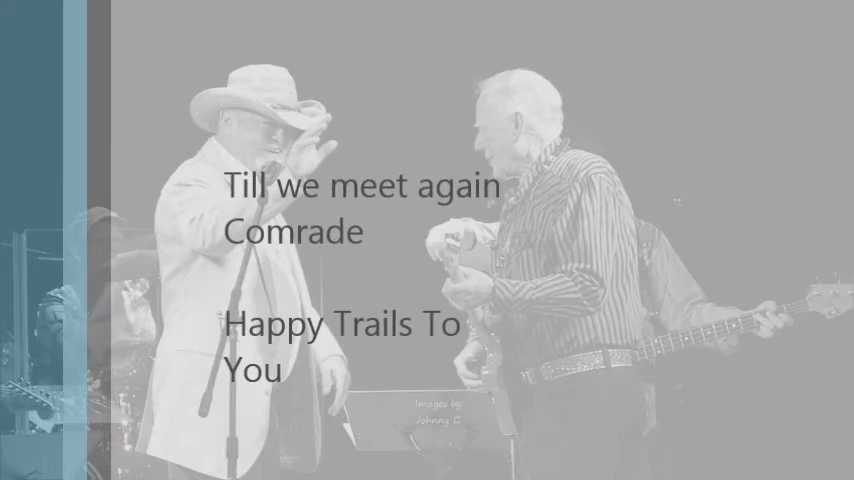 Till we meet again
Comrade
Happy Trails To
You
Images by
Johnny G